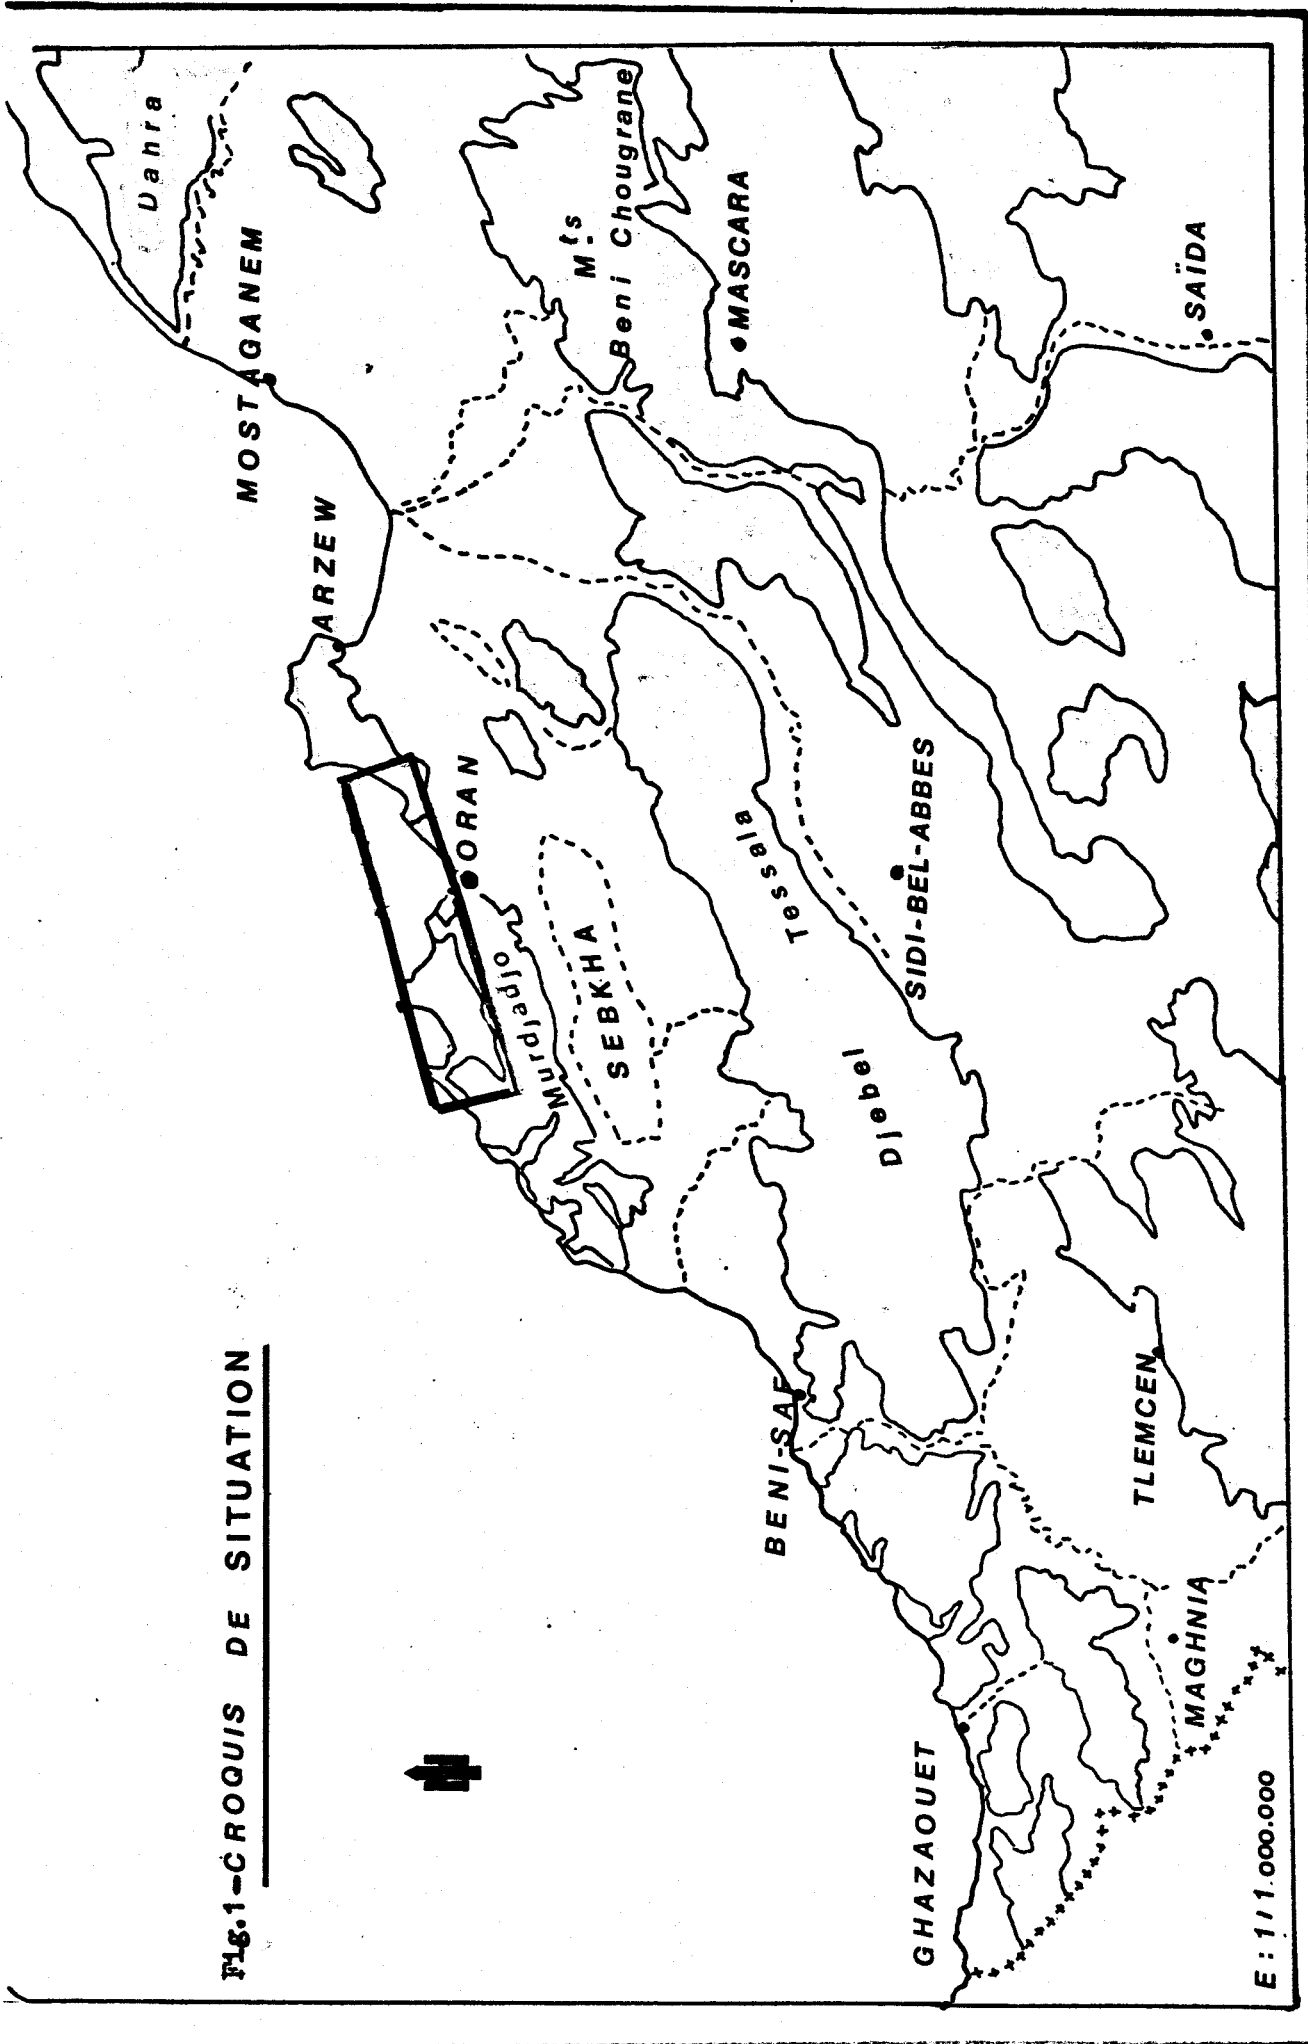 Fig.1-CROQUIS DE SITUATION
Dahra
MOSTAGANEM
ARZEW
Mts
Beni Chougrane
MASCARA
SAÏDA
ORAN
Murdjadjo
SEBKHA
Tessala
Djebel
SIDI-BEL-ABBES
BENI-SAF
TLEMCEN
GHAZAOUET
MAGHNIA
E : 1/1.000.000